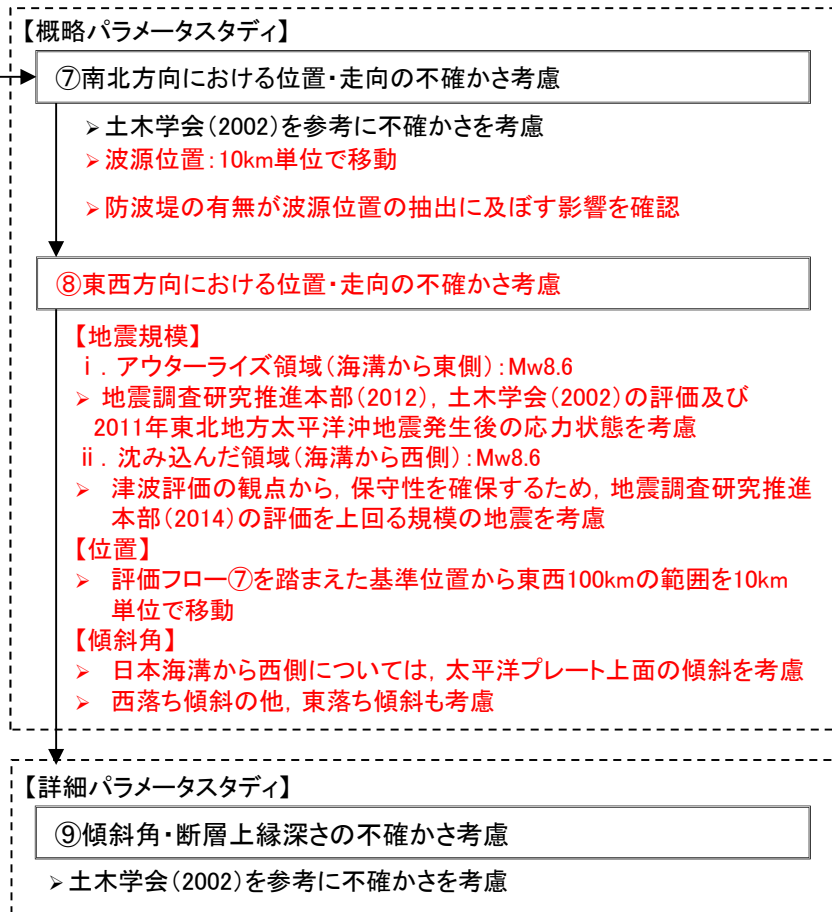 【概略パラメータスタディ】
⑦南北方向における位置・走向の不確かさ考慮
➢土木学会(2002)を参考に不確かさを考慮
➢波源位置:10km単位で移動
➢防波堤の有無が波源位置の抽出に及ぼす影響を確認
⑧東西方向における位置・走向の不確かさ考慮
【地震規模】
ⅰ．アウターライズ領域(海溝から東側):Mw8.6
➢ 地震調査研究推進本部(2012)，土木学会(2002)の評価及び
2011年東北地方太平洋沖地震発生後の応力状態を考慮
ⅱ．沈み込んだ領域(海溝から西側):Mw8.6
➢ 津波評価の観点から，保守性を確保するため，地震調査研究推進
本部(2014)の評価を上回る規模の地震を考慮
【位置】
➢ 評価フロー⑦を踏まえた基準位置から東西100kmの範囲を10km
単位で移動
【傾斜角】
➢ 日本海溝から西側については，太平洋プレート上面の傾斜を考慮
➢ 西落ち傾斜の他，東落ち傾斜も考慮
【詳細パラメータスタディ】
⑨傾斜角・断層上縁深さの不確かさ考慮
➢土木学会(2002)を参考に不確かさを考慮